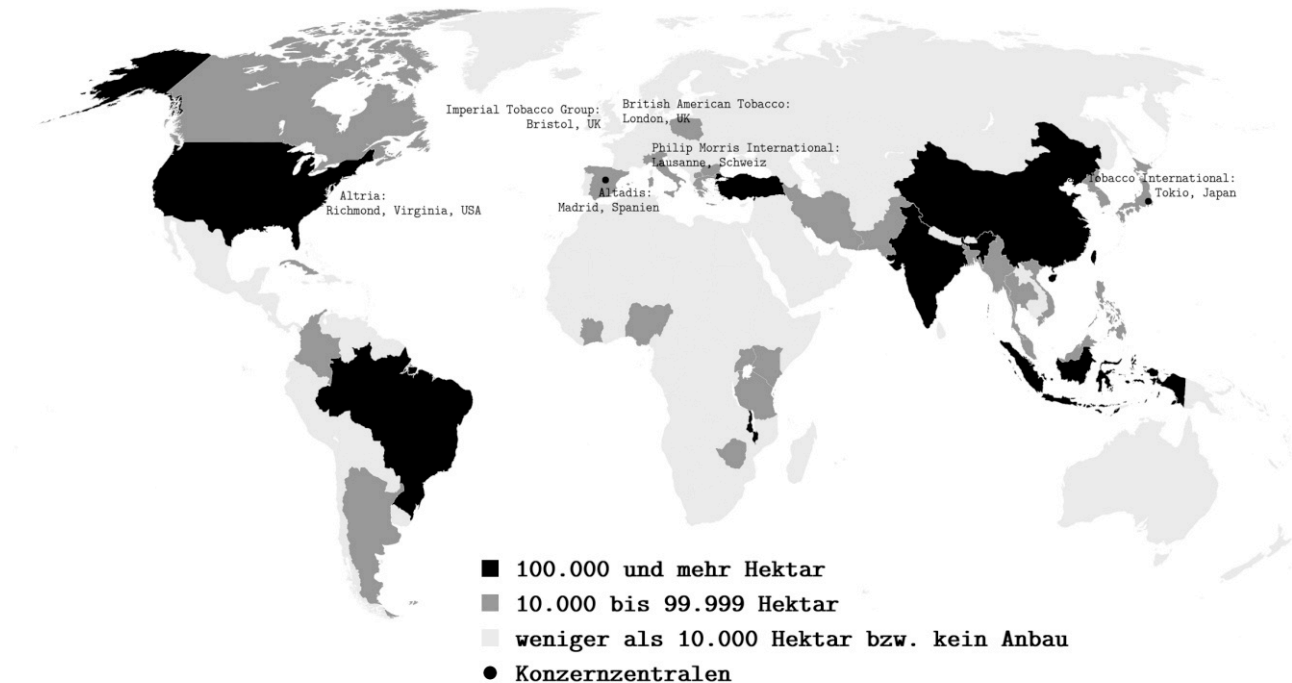 Imperial Tobacco Group:
Bristol, UK
British American Tobacco:
London, UK
Philip Morris International:
Lausanne, Schweiz
Altria:
Richmond, Virginia, USA
Altadis:
Madrid, Spanien
Tobacco International:
Tokio, Japan
100.000 und mehr Hektar
10.000 bis 99.999 Hektar
weniger als 10.000 Hektar bzw. kein Anbau
Konzernzentralen